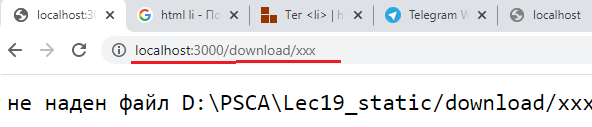 localhost:30 × html li - По × Тег <li> | h × Telegram W × localhost
localhost:3000/download/xxx
не наден файл D:\PSCA\Lec19_static/download/xxx